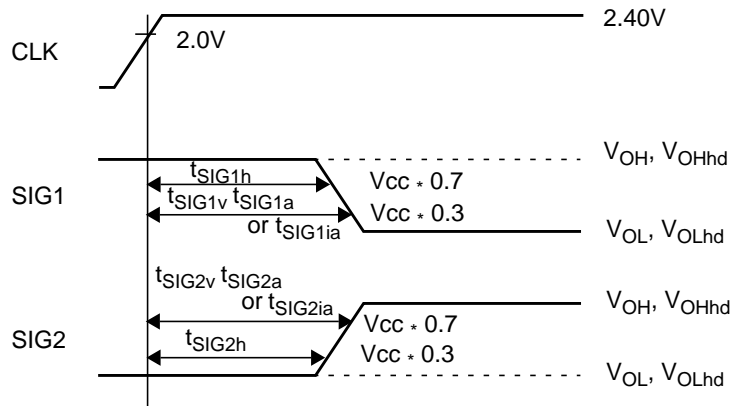 2.40V
CLK
2.0V
VOH, VOHhd
tSIG1h
Vcc * 0.7
SIG1
tSIG1v tSIG1a
Vcc * 0.3
or tSIG1ia
VOL, VOLhd
tSIG2v tSIG2a
or tSIG2ia
VOH, VOHhd
Vcc * 0.7
SIG2
tSIG2h
Vcc * 0.3
VOL, VOLhd